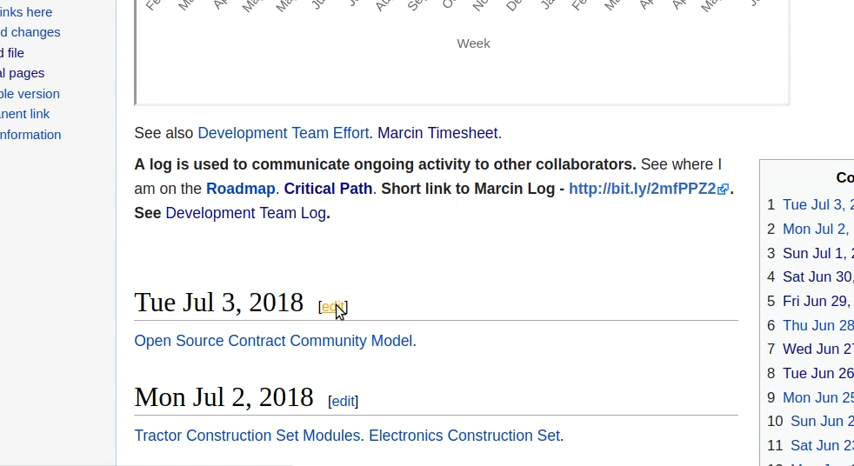 inks here
d changes
d file
al pages
ble version
anent link
nformation
Week
See also Development Team Effort. Marcin Timesheet.
A log is used to communicate ongoing activity to other collaborators. See where I
am on the Roadmap. Critical Path. Short link to Marcin Log - http://bit.ly/2mfPPZ2.
See Development Team Log.
Tue Jul 3, 2018 [edit]
Open Source Contract Community Model.
Mon Jul 2, 2018 [edit]
Tractor Construction Set Modules. Electronics Construction Set.
Co
1 Tue Jul 3, 2
2 Mon Jul 2,
3 Sun Jul 1, 2
4 Sat Jun 30,
5 Fri Jun 29,
6 Thu Jun 28
7 Wed Jun 27
8 Tue Jun 26
9 Mon Jun 25
10 Sun Jun 2
11 Sat Jun 23